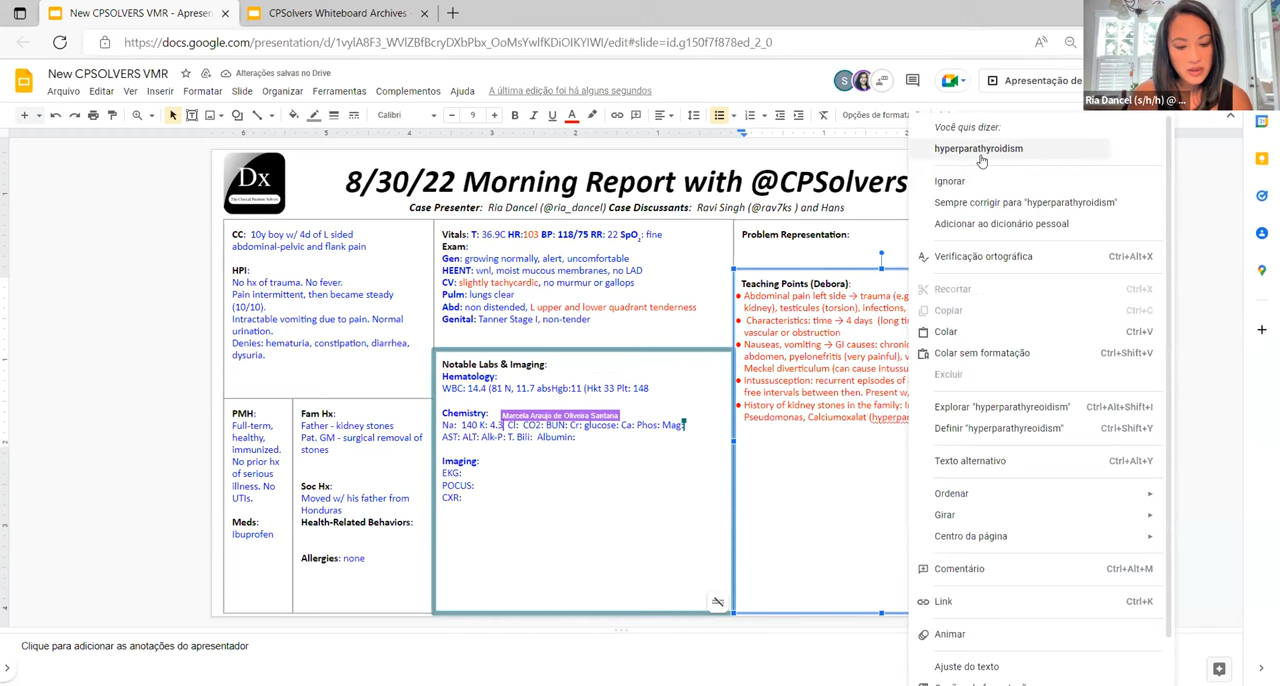 New CPSOLVERS VMR - Apresen
CPSolvers Whiteboard Archives
https://docs.google.com/presentation/d/1vylA8F3_WVlZBfBcryDXbPbx_OoMsYwlfKDiOIKYIWI/edit#slide=id.g150f7f878ed_2_0
New CPSOLVERS VMR
Alterações salvas no Drive
Arquivo Editar Ver Inserir Formatar Slide Organizar Ferramentas Complementos Ajuda
A última edição foi há alguns segundos
S
Apresentação de
Ria Dancel (s/h/h) @ ...
Calibri
9
Opções de formata
Dx
The Clinical Problem Solvers
8/30/22 Morning Report with @CPSolvers
Case Presenter: Ria Dancel (@ria_dancel) Case Discussants: Ravi Singh (@rav7ks ) and Hans
CC: 10y boy w/ 4d of L sided
abdominal-pelvic and flank pain
HPI:
No hx of trauma. No fever.
Pain intermittent, then became steady
(10/10).
Intractable vomiting due to pain. Normal
urination.
Denies: hematuria, constipation, diarrhea,
dysuria.
PMH:
Full-term,
healthy,
immunized.
No prior hx
of serious
illness. No
UTIs.
Meds:
Ibuprofen
Fam Hx:
Father - kidney stones
Pat. GM - surgical removal of
stones
Soc Hx:
Moved w/ his father from
Honduras
Health-Related Behaviors:
Allergies: none
Vitals: T: 36.9C HR:103 BP: 118/75 RR: 22 SpO2: fine
Exam:
Gen: growing normally, alert, uncomfortable
HEENT: wnl, moist mucous membranes, no LAD
CV: slightly tachycardic, no murmur or gallops
Pulm: lungs clear
Abd: non distended, L upper and lower quadrant tenderness
Genital: Tanner Stage I, non-tender
Notable Labs & Imaging:
Hematology:
WBC: 14.4 (81 N, 11.7 absHgb:11 (Hkt 33 Plt: 148
Chemistry:
Marcela Araujo de Oliveira Santana
Na: 140 K: 4.3 Cl: CO2: BUN: Cr: glucose: Ca: Phos: Mag:
AST: ALT: Alk-P: T. Bili: Albumin:
Imaging:
EKG:
POCUS:
CXR:
Problem Representation:
Teaching Points (Debora):
Abdominal pain left side → trauma (e.g
kidney), testicles (torsion), infections,
Characteristics: time → 4 days (long ti
vascular or obstruction
Nauseas, vomiting → GI causes: chroni
abdomen, pyelonefritis (very painful), v
Meckel diverticulum (can cause intussu
Intussusception: recurrent episodes of
free intervals between then. Present w
History of kidney stones in the family: In
Pseudomonas, Calciumoxalat (hyperpar
Você quis dizer:
hyperparathyroidism
Ignorar
Sempre corrigir para "hyperparathyroidism"
Adicionar ao dicionário pessoal
Verificação ortográfica Ctrl+Alt+X
Recortar Ctrl+X
Copiar Ctrl+C
Colar Ctrl+V
Colar sem formatação Ctrl+Shift+V
Excluir
Explorar "hyperparathyreoidism" Ctrl+Alt+Shift+I
Definir "hyperparathyreoidism" Ctrl+Shift+Y
Texto alternativo Ctrl+Alt+Y
Ordenar
Girar
Centro da página
Comentário Ctrl+Alt+M
Link Ctrl+K
Animar
Ajuste do texto
Clique para adicionar as anotações do apresentador